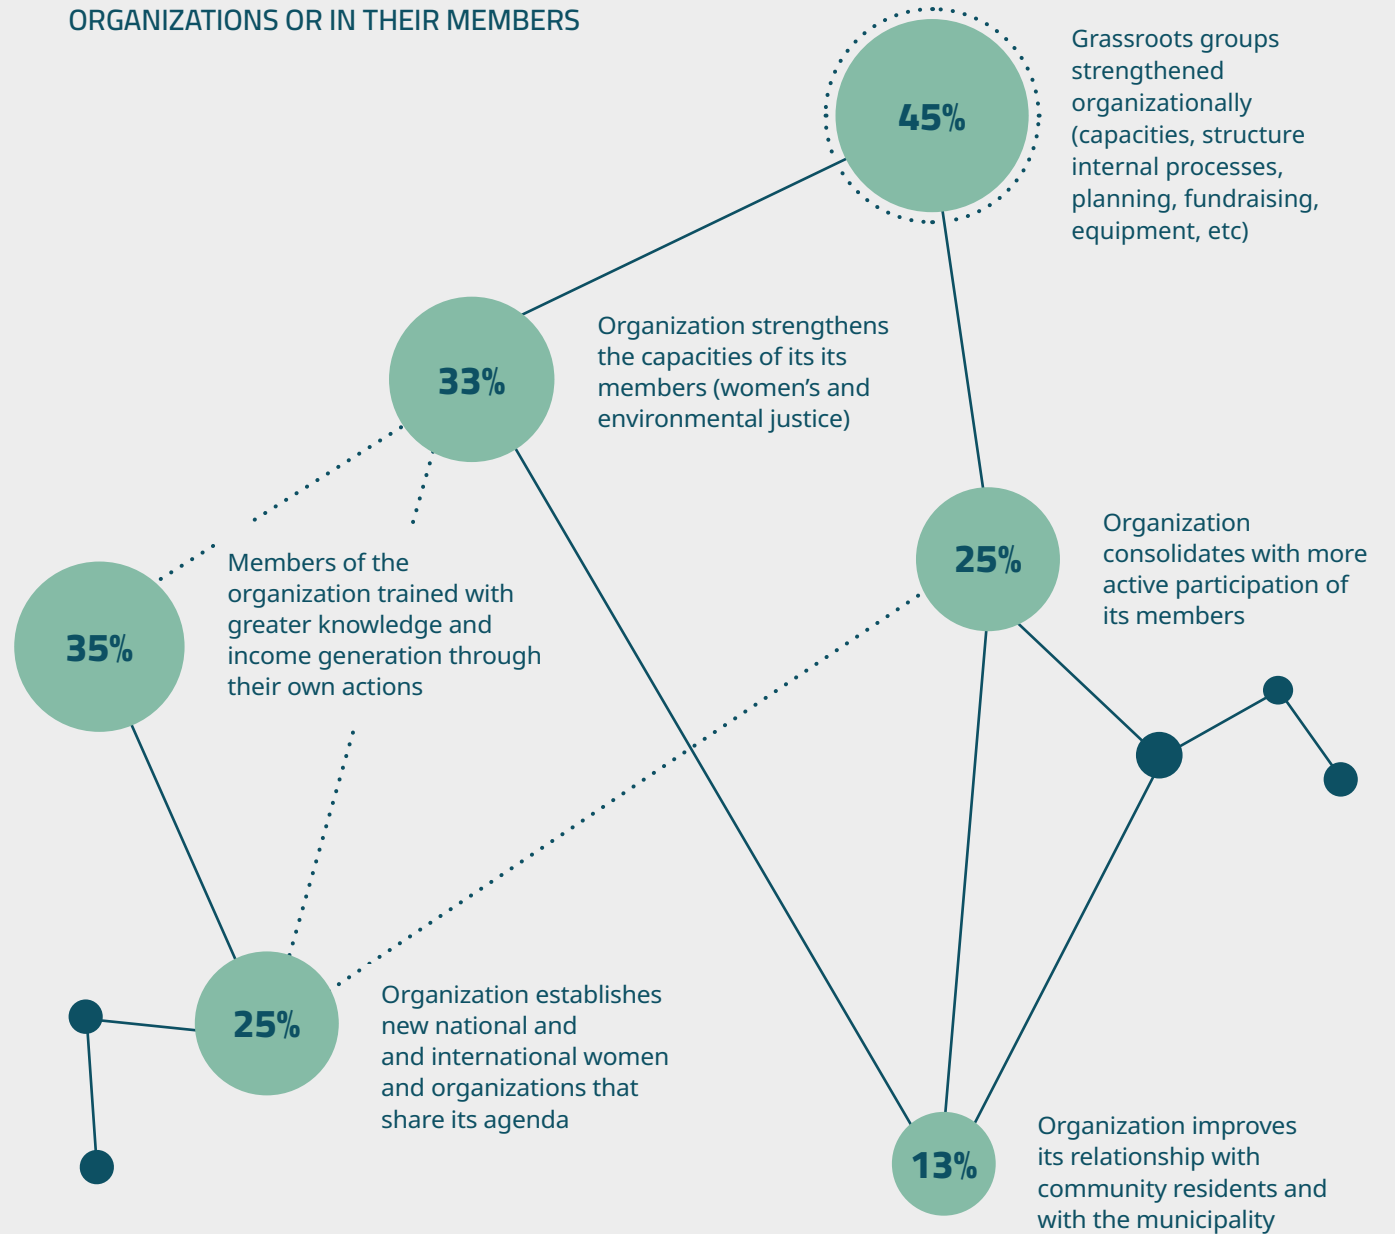 ORGANIZATIONS OR IN THEIR MEMBERS
45%
Grassroots groups
strengthened
organizationally
(capacities, structure
internal processes,
planning, fundraising,
equipment, etc)
33%
Organization strengthens
the capacities of its its
members (women’s and
environmental justice)
25%
Organization
consolidates with more
active participation of
its members
35%
Members of the
organization trained with
greater knowledge and
income generation through
their own actions
25%
Organization establishes
new national and
and international women
and organizations that
share its agenda
13%
Organization improves
its relationship with
community residents and
with the municipality